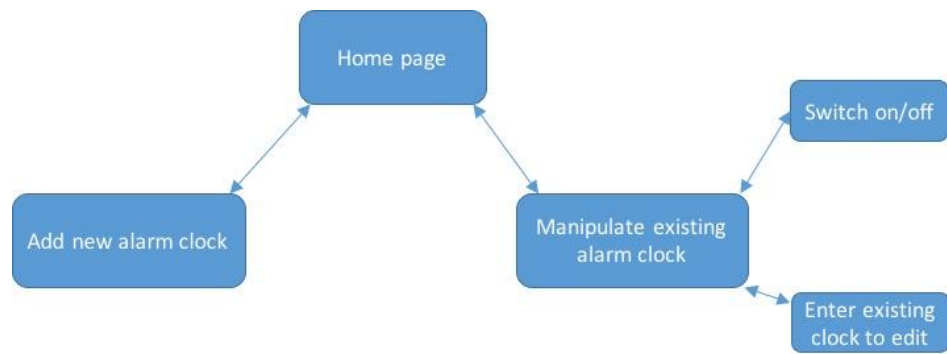 Home page
Switch on/off
Add new alarm clock
Manipulate existing
alarm clock
Enter existing
clock to edit